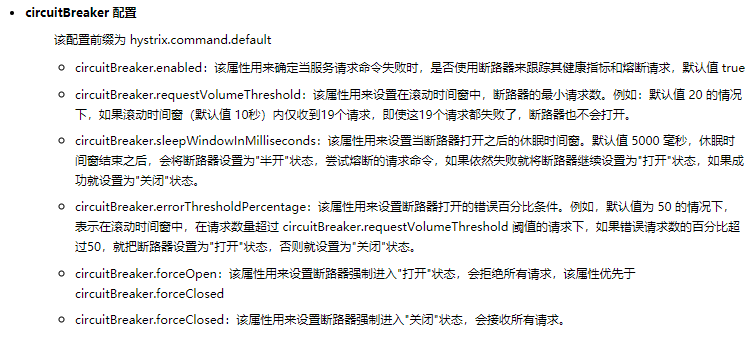 circuitBreaker 配置
该配置前缀为 hystrix.command.default
circuitBreaker.enabled：该属性用来确定当服务请求命令失败时，是否使用断路器来跟踪其健康指标和熔断请求，默认值 true
circuitBreaker.requestVolumeThreshold：该属性用来设置在滚动时间窗中，断路器的最小请求数。例如：默认值 20 的情况
下，如果滚动时间窗（默认值 10秒）内仅收到19个请求，即使这19个请求都失败了，断路器也不会打开。
circuitBreaker.sleepWindowInMilliseconds：该属性用来设置当断路器打开之后的休眠时间窗。默认值 5000 毫秒，休眠时
间窗结束之后，会将断路器设置为"半开"状态，尝试熔断的请求命令，如果依然失败就将断路器继续设置为"打开"状态，如果成
功就设置为"关闭"状态。
circuitBreaker.errorThresholdPercentage：该属性用来设置断路器打开的错误百分比条件。例如，默认值为 50 的情况下，
表示在滚动时间窗中，在请求数量超过 circuitBreaker.requestVolumeThreshold 阈值的请求下，如果错误请求数的百分比超
过50，就把断路器设置为"打开"状态，否则就设置为"关闭"状态。
circuitBreaker.forceOpen：该属性用来设置断路器强制进入"打开"状态，会拒绝所有请求，该属性优先于
circuitBreaker.forceClosed
circuitBreaker.forceClosed：该属性用来设置断路器强制进入"关闭"状态，会接收所有请求。